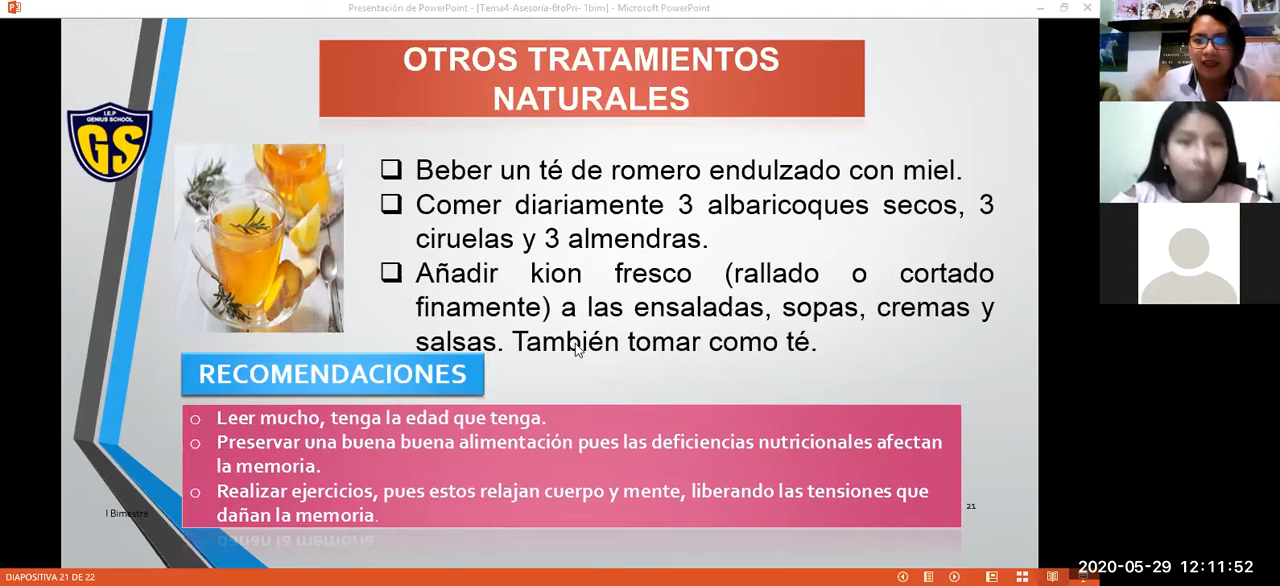 Presentación de PowerPoint - [Tema4-Asesoría-6toPri- 1bim] - Microsoft PowerPoint
OTROS TRATAMIENTOS
NATURALES
I.E.P
GENIUS SCHOOL
GS
❑ Beber un té de romero endulzado con miel.
❑ Comer diariamente 3 albaricoques secos, 3
ciruelas y 3 almendras.
❑ Añadir kion fresco (rallado o cortado
finamente) a las ensaladas, sopas, cremas y
salsas. También tomar como té.
RECOMENDACIONES
o Leer mucho, tenga la edad que tenga.
o Preservar una buena buena alimentación pues las deficiencias nutricionales afectan
la memoria.
o Realizar ejercicios, pues estos relajan cuerpo y mente, liberando las tensiones que
dañan la memoria.
I Bimestre
21
DIAPOSITIVA 21 DE 22
2020-05-29 12:11:52